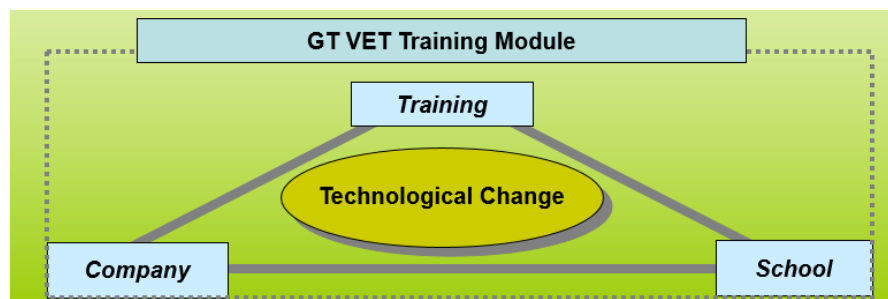 GT VET Training Module
Training
Technological Change
Company
School